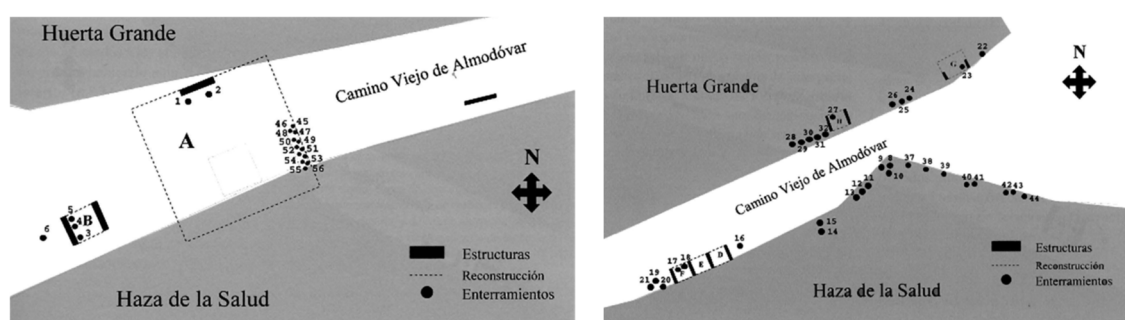 Huerta Grande
Camino Viejo de Almodóvar
1 2
A
46 45
48 47
50 49
52 51
54 53
55 56
5
4 B
6 3
N
Estructuras
Reconstrucción
Enterramientos
Haza de la Salud
22
N
G
23
Huerta Grande
26 24
25
27
H
28 30 32
29 31
Camino Viejo de Almodóvar
9 8 37 38 39
10
40 41
42 43
44
12 11
13
15
14
16
17 18
F E D
19
21 20
Estructuras
Reconstrucción
Enterramientos
Haza de la Salud